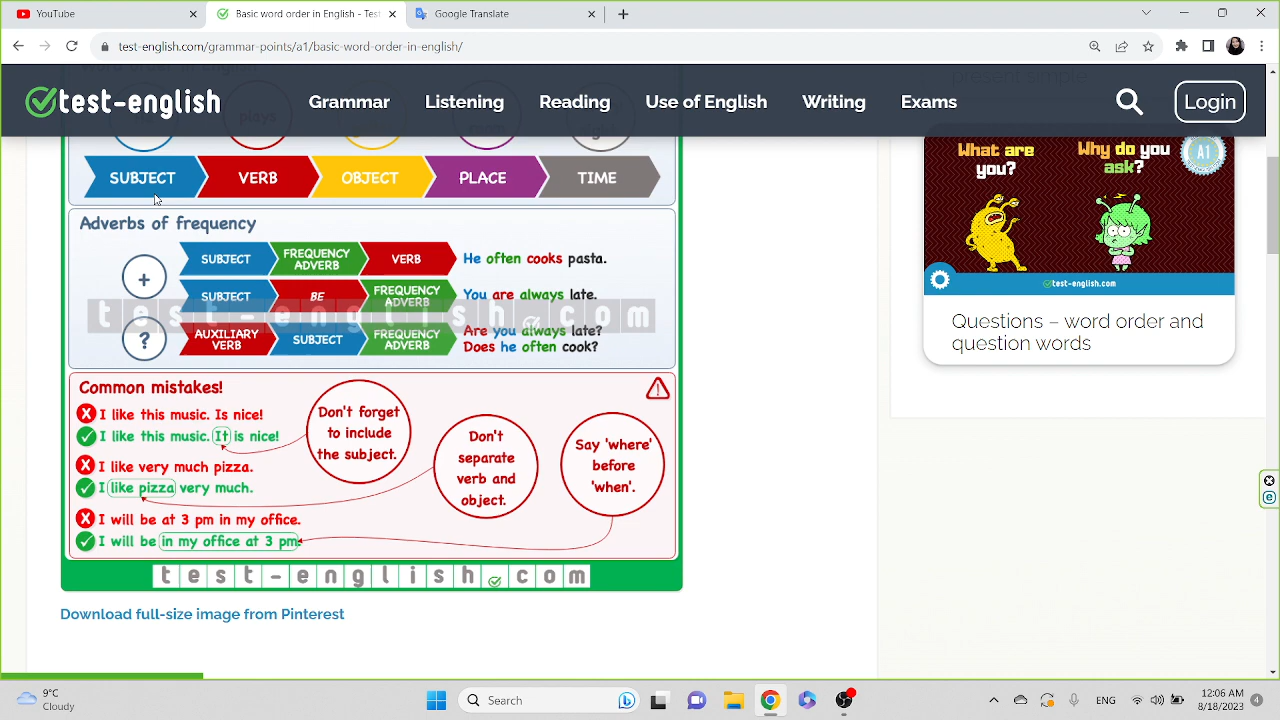 YouTube
Basic word order in English - Test
Google Translate
test-english.com/grammar-points/a1/basic-word-order-in-english/
test-english
Grammar
Listening
Reading
Use of English
Writing
Exams
Login
present simple
plays
SUBJECT
VERB
OBJECT
PLACE
TIME
Adverbs of frequency
+
SUBJECT
FREQUENCY
ADVERB
VERB
He often cooks pasta.
SUBJECT
BE
FREQUENCY
ADVERB
You are always late.
test-english.com
?
AUXILIARY
VERB
SUBJECT
FREQUENCY
ADVERB
Are you always late?
Does he often cook?
Common mistakes!
I like this music. Is nice!
I like this music. It is nice!
Don't forget
to include
the subject.
I like very much pizza.
I like pizza very much.
Don't
separate
verb and
object.
I will be at 3 pm in my office.
I will be in my office at 3 pm.
Say 'where'
before
'when'.
test-english.com
Download full-size image from Pinterest
What are
you?
Why do you
ask?
A1
test-english.com
Questions – word order and
question words
9°C
Cloudy
Search
ENG
12:06 AM
8/18/2023
4